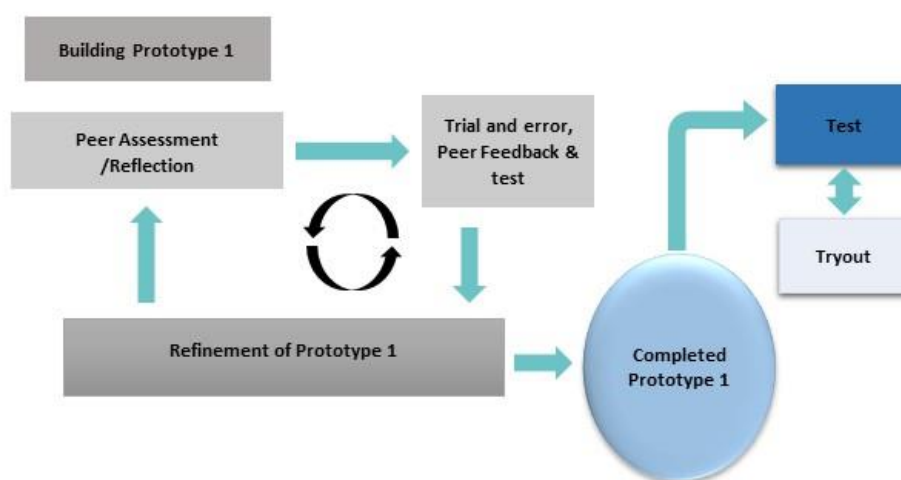 Building Prototype 1
Peer Assessment
/Reflection
Trial and error,
Peer Feedback &
test
Test
Tryout
Refinement of Prototype 1
Completed
Prototype 1